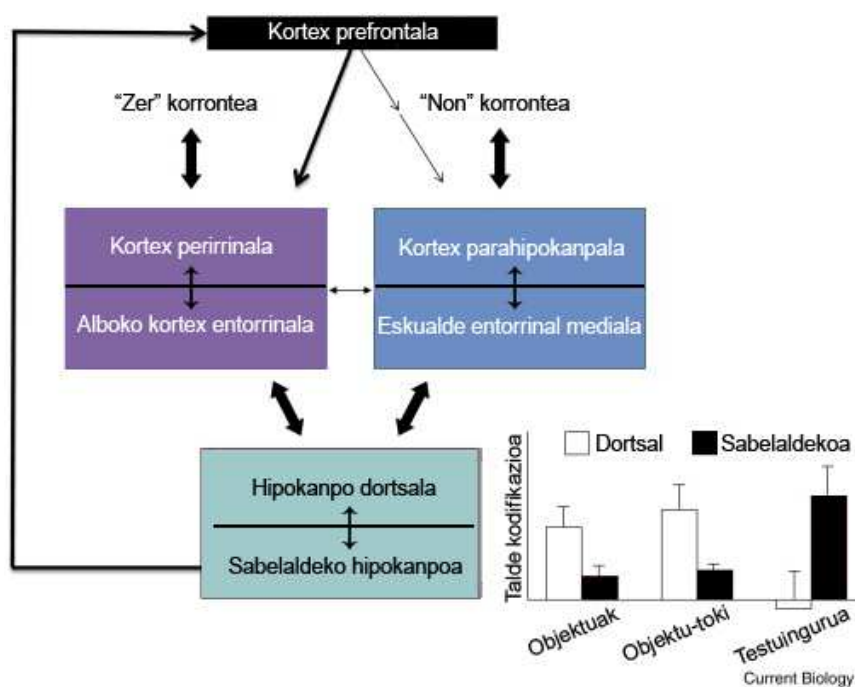 Kortex prefrontala
“Zer” korrontea
“Non” korrontea
Kortex perirrinala
Alboko kortex entorrinala
Kortex parahipokanpala
Eskualde entorrinal mediala
Hipokanpo dortsala
Sabelaldeko hipokanpoa
Dortsal
Sabelaldekoa
Talde kodifikazioa
Objektuak
Objektu-toki
Testuingurua
Current Biology